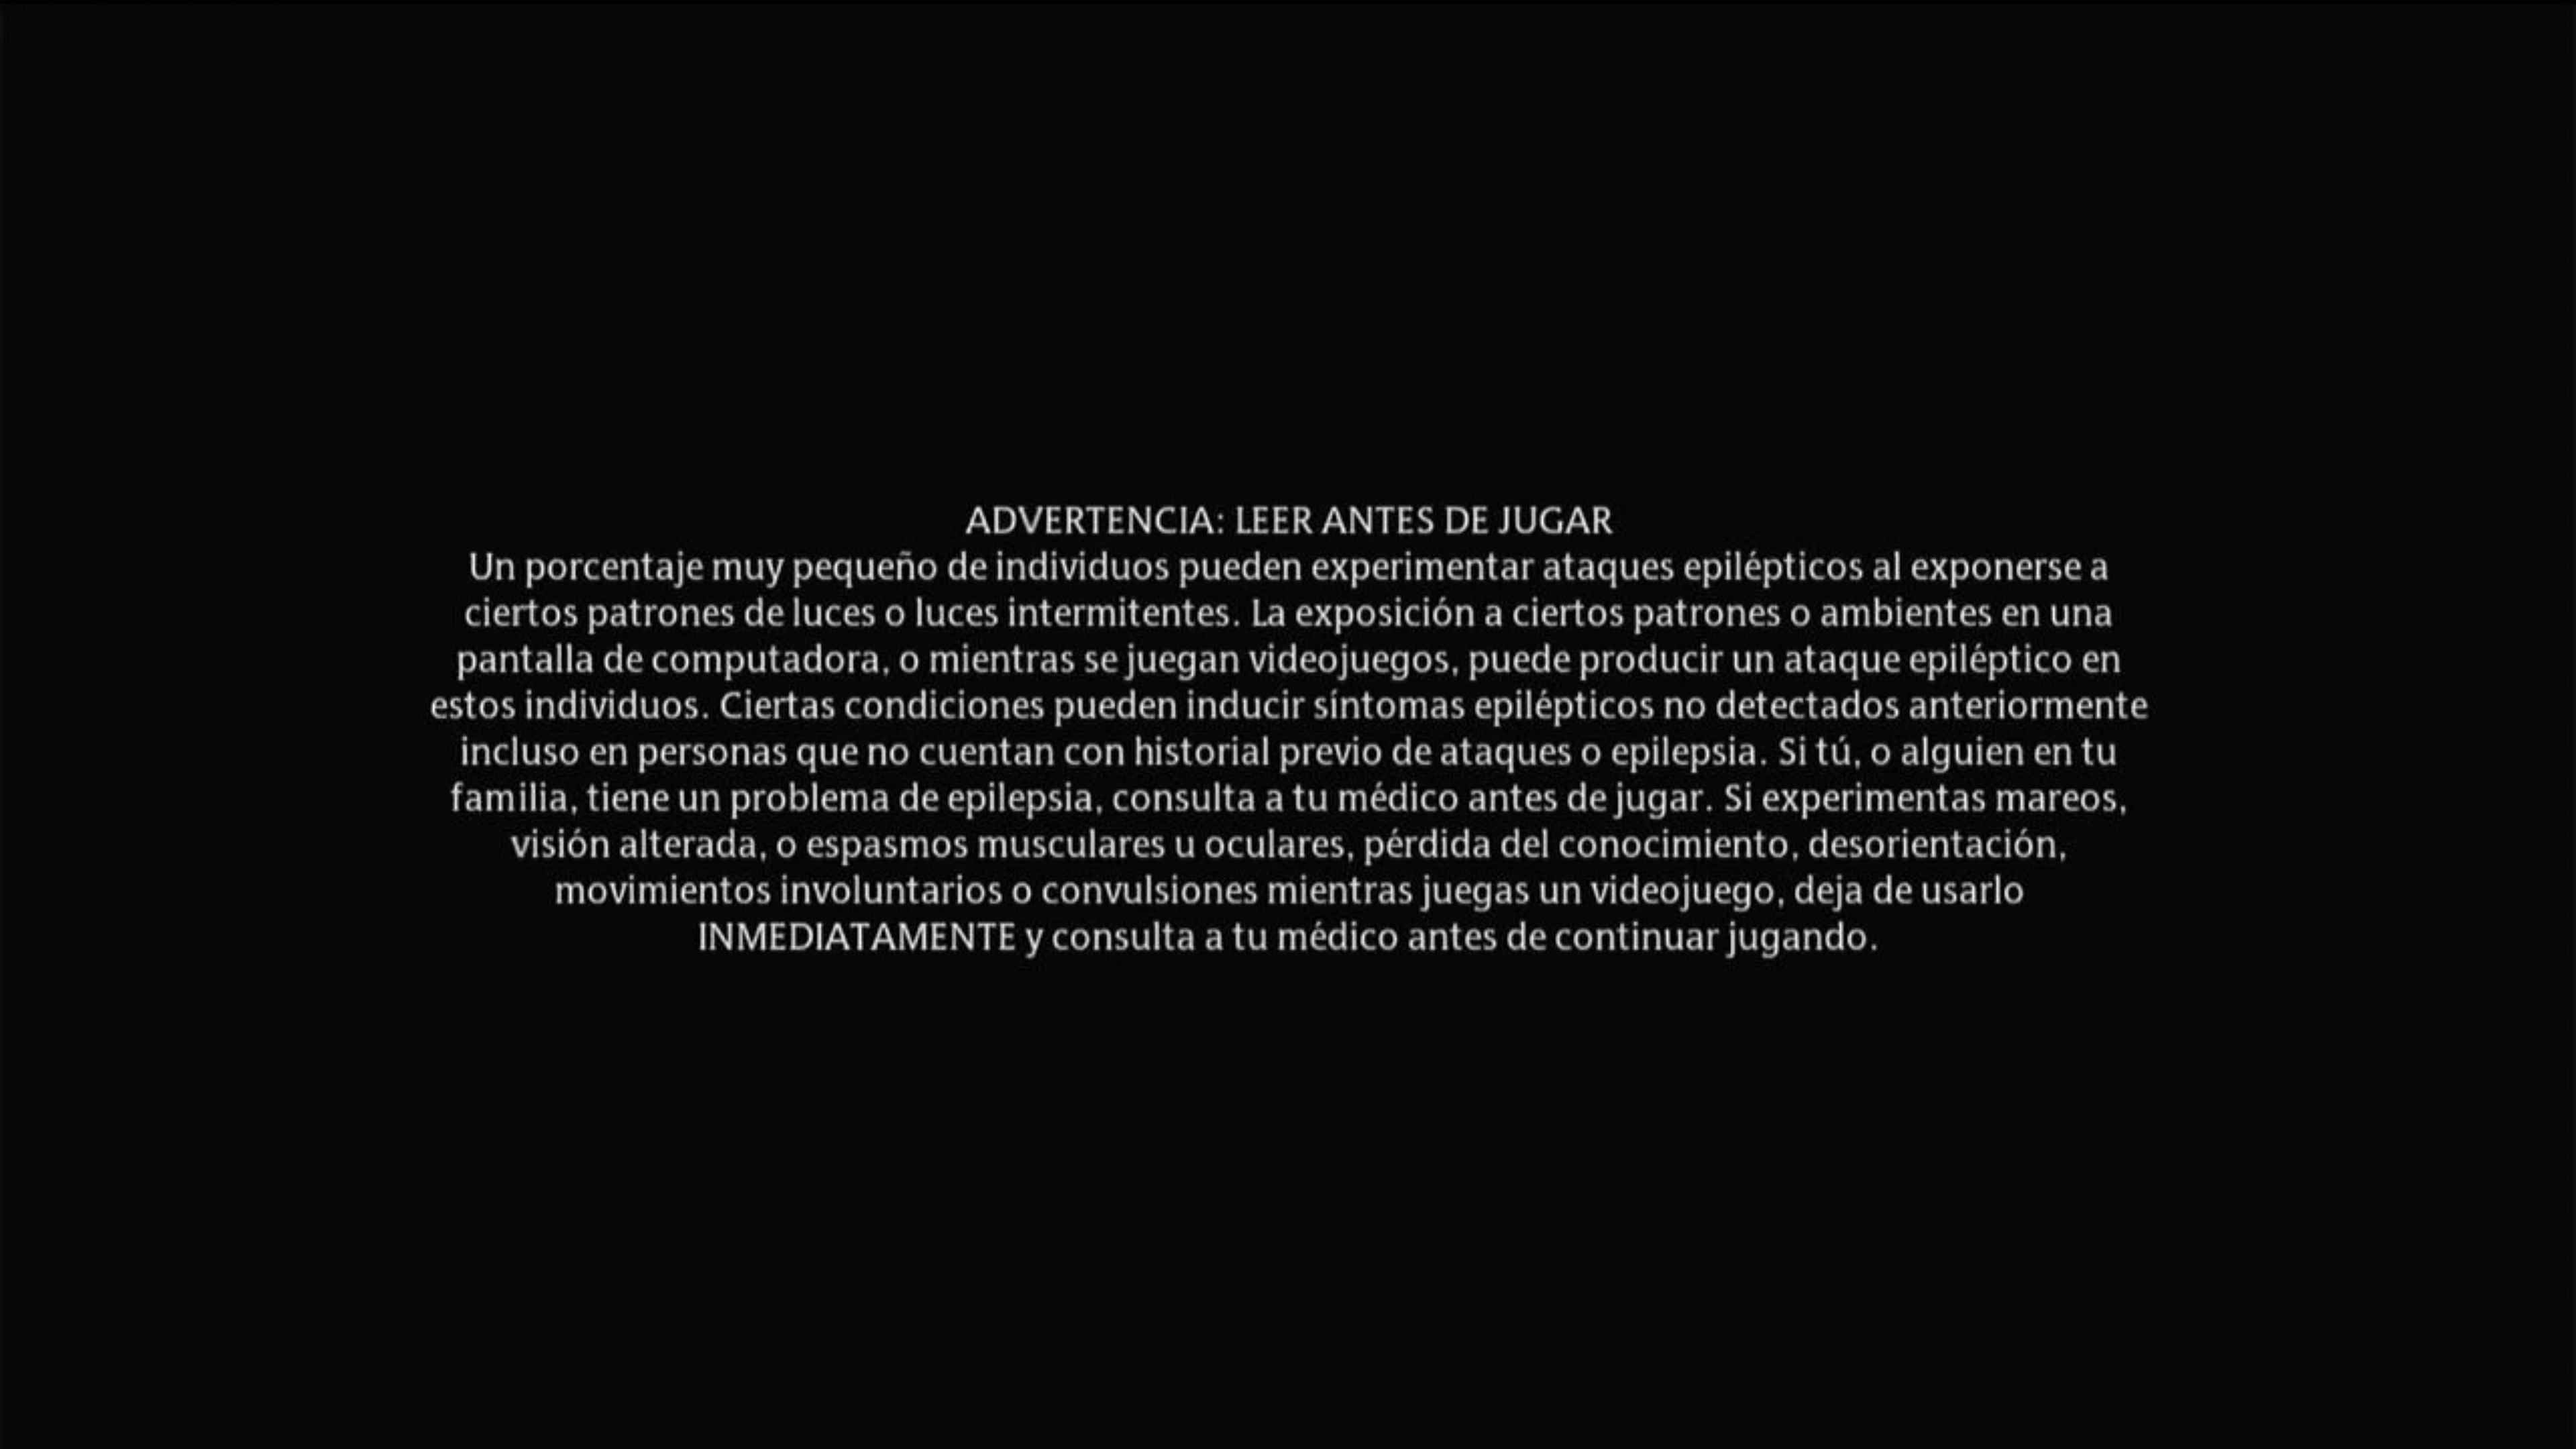 ADVERTENCIA: LEER ANTES DE JUGAR
Un porcentaje muy pequeño de individuos pueden experimentar ataques epilépticos al exponerse a
ciertos patrones de luces o luces intermitentes. La exposición a ciertos patrones o ambientes en una
pantalla de computadora, o mientras se juegan videojuegos, puede producir un ataque epiléptico en
estos individuos. Ciertas condiciones pueden inducir síntomas epilépticos no detectados anteriormente
incluso en personas que no cuentan con historial previo de ataques o epilepsia. Si tú, o alguien en tu
familia, tiene un problema de epilepsia, consulta a tu médico antes de jugar. Si experimentas mareos,
visión alterada, o espasmos musculares u oculares, pérdida del conocimiento, desorientación,
movimientos involuntarios o convulsiones mientras juegas un videojuego, deja de usarlo
INMEDIATAMENTE y consulta a tu médico antes de continuar jugando.